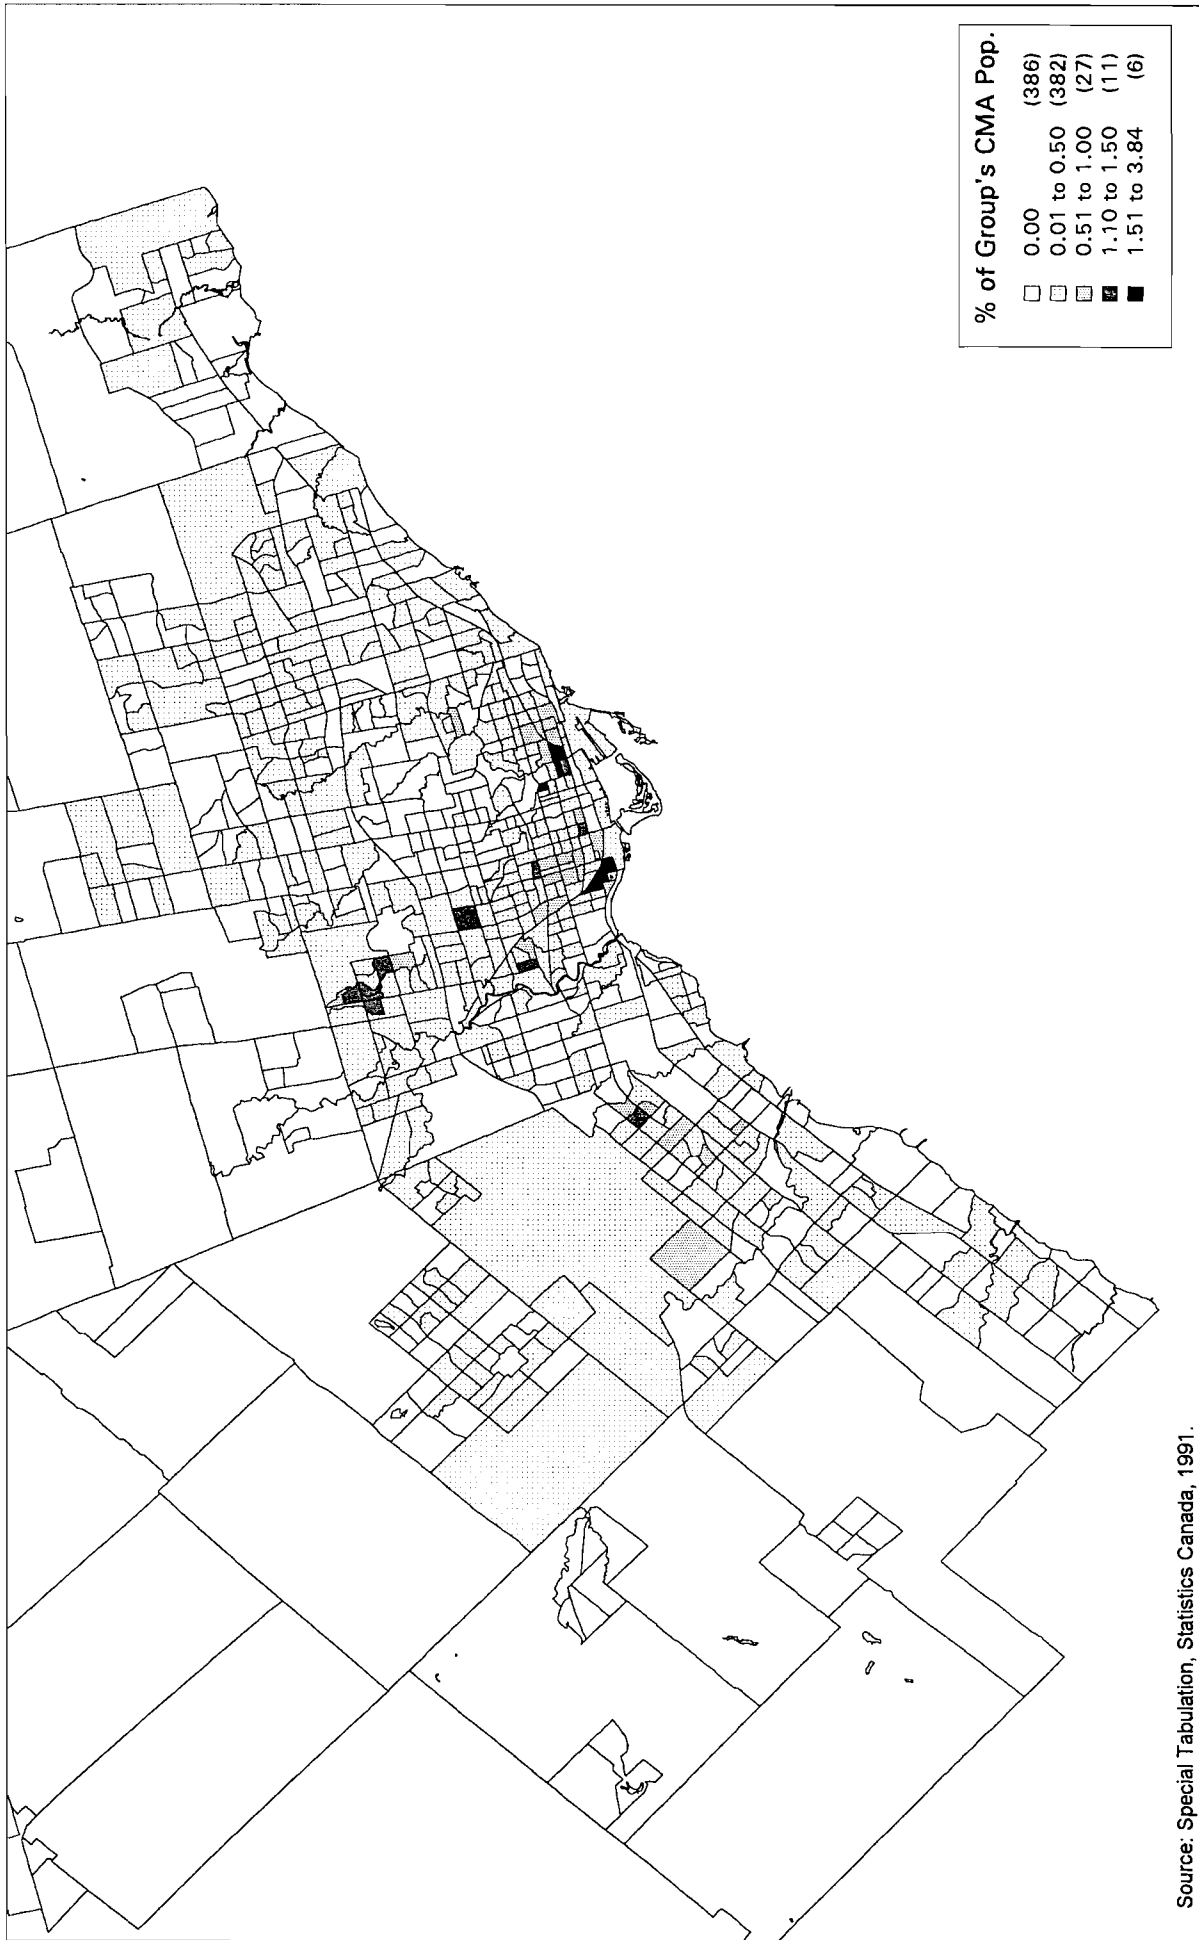 % of Group's CMA Pop.
0.00 (386)
0.01 to 0.50 (382)
0.51 to 1.00 (27)
1.10 to 1.50 (11)
1.51 to 3.84 (6)
Source: Special Tabulation, Statistics Canada, 1991.